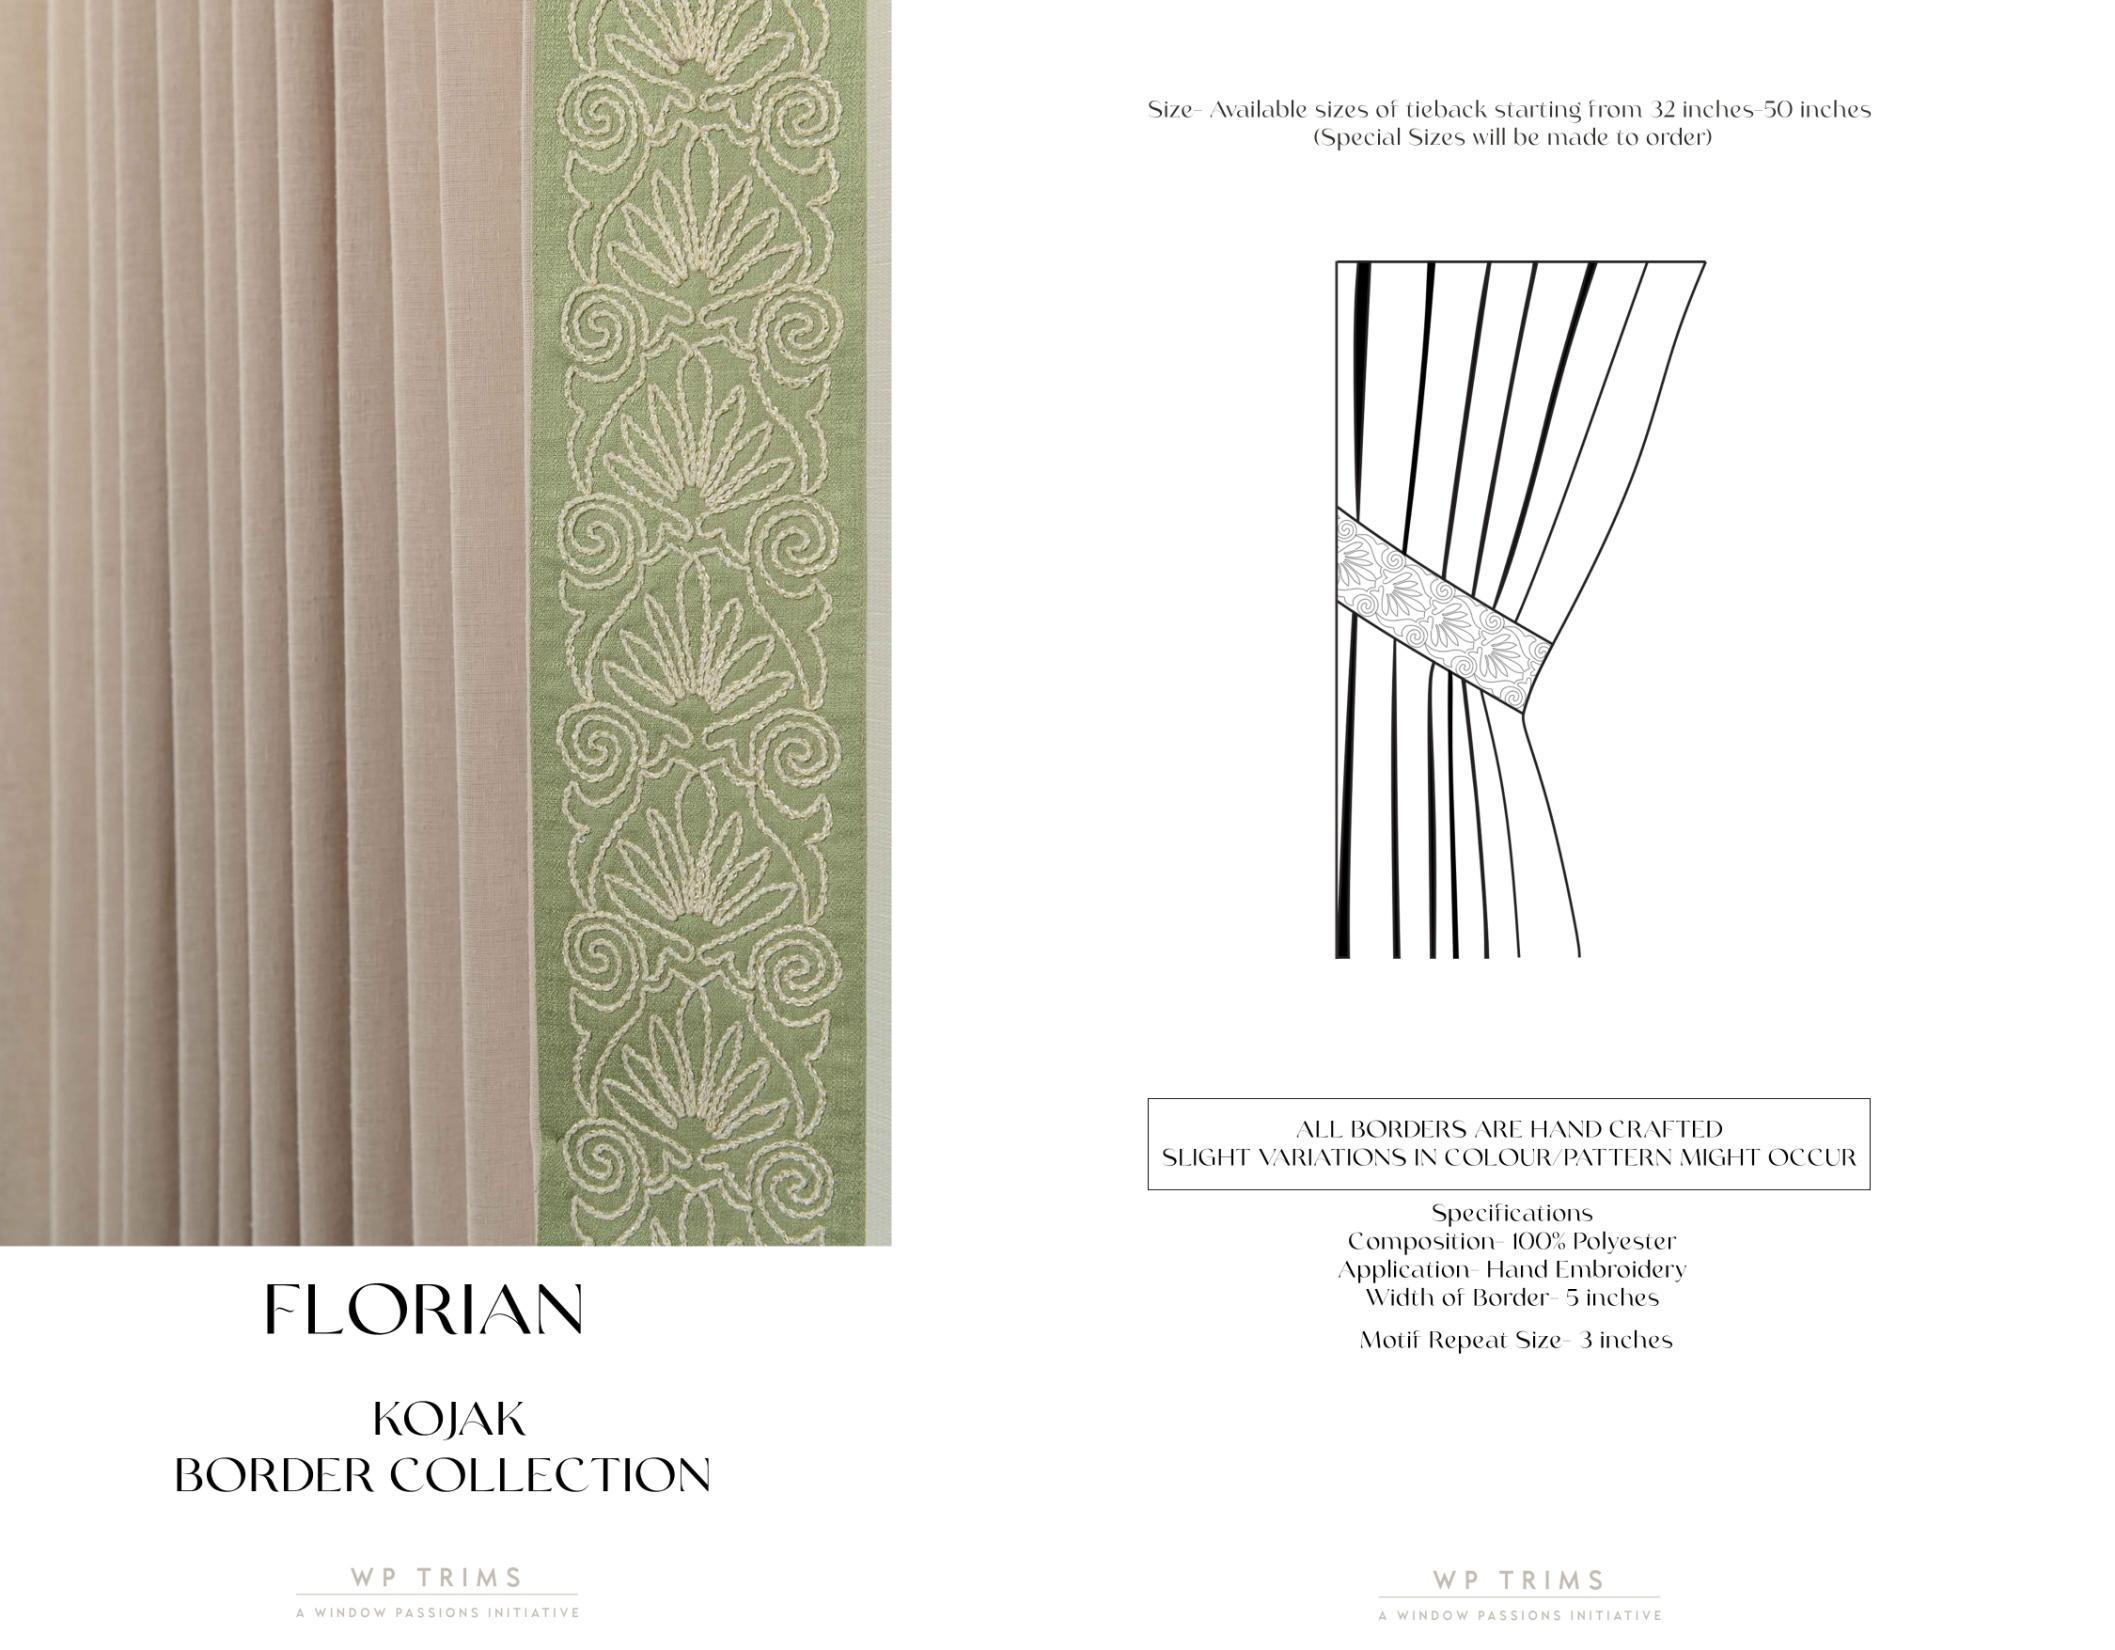 FLORIAN
KOJAK
BORDER COLLECTION
WP TRIMS
A WINDOW PASSIONS INITIATIVE
Size- Available sizes of tieback starting from 32 inches-50 inches
(Special Sizes will be made to order)
ALL BORDERS ARE HAND CRAFTED
SLIGHT VARIATIONS IN COLOUR/PATTERN MIGHT OCCUR
Specifications
Composition- 100% Polyester
Application- Hand Embroidery
Width of Border- 5 inches
Motif Repeat Size- 3 inches
WP TRIMS
A WINDOW PASSIONS INITIATIVE